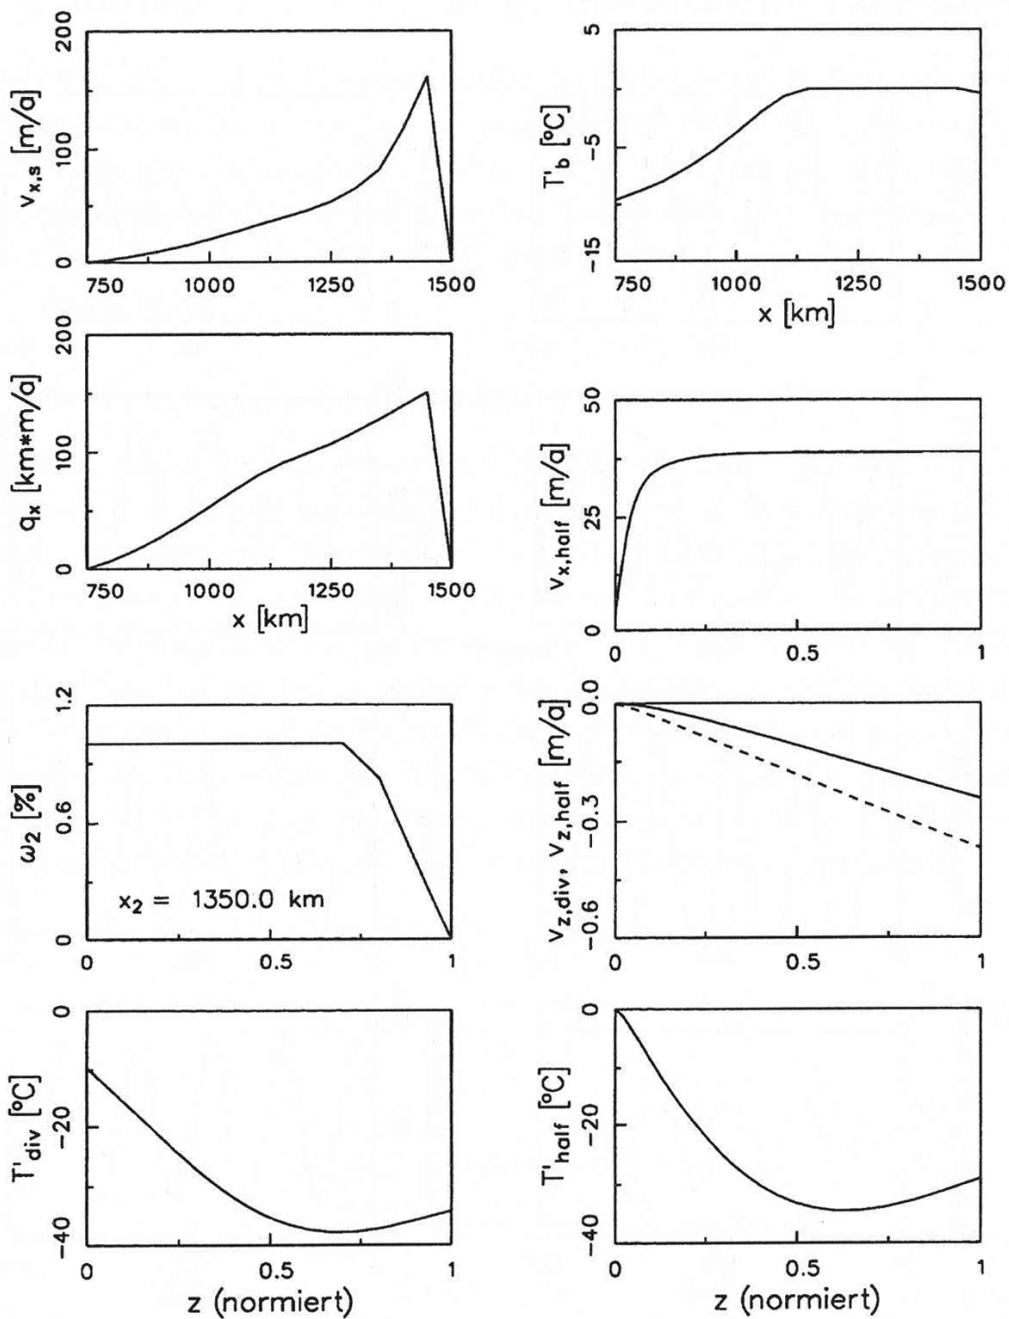 v_x,s [m/a]
200
100
0
750 1000 1250 1500
T'_b [°C]
5
-5
-15
750 1000 1250 1500
x [km]
q_x [km*m/a]
200
100
0
750 1000 1250 1500
x [km]
v_x,half [m/a]
50
25
0
0 0.5 1
ω_2 [%]
1.2
0.6
0
x_2 = 1350.0 km
0 0.5 1
v_z,div, v_z,half [m/a]
0.0
-0.3
-0.6
0 0.5 1
T'_div [°C]
0
-20
-40
0 0.5 1
z (normiert)
T'_half [°C]
0
-20
-40
0 0.5 1
z (normiert)